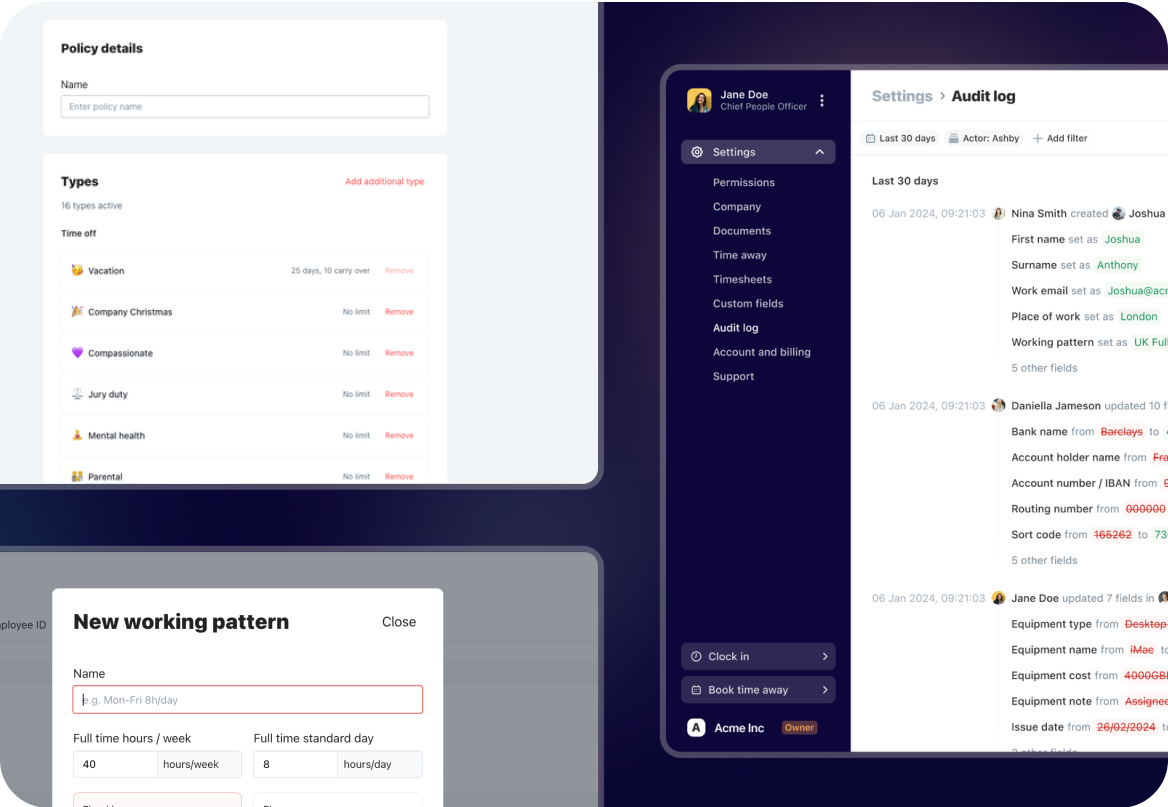 Policy details
Name
Enter policy name
Types
Add additional type
16 types active
Time off
Vacation 25 days, 10 carry over Remove
Company Christmas No limit Remove
Compassionate No limit Remove
Jury duty No limit Remove
Mental health No limit Remove
Parental No limit Remove
ployee ID
New working pattern
Close
Name
e.g. Mon-Fri 8h/day
Full time hours / week
Full time standard day
40 hours/week
8 hours/day
Jane Doe
Chief People Officer
Settings
Permissions
Company
Documents
Time away
Timesheets
Custom fields
Audit log
Account and billing
Support
Clock in
Book time away
A Acme Inc Owner
Settings > Audit log
Last 30 days Actor: Ashby + Add filter
Last 30 days
06 Jan 2024, 09:21:03 Nina Smith created Joshua
First name set as Joshua
Surname set as Anthony
Work email set as Joshua@acm
Place of work set as London
Working pattern set as UK Full
5 other fields
06 Jan 2024, 09:21:03 Daniella Jameson updated 10 f
Bank name from Barclays to 4
Account holder name from Fra
Account number / IBAN from 9
Routing number from 000000
Sort code from 165262 to 73
5 other fields
06 Jan 2024, 09:21:03 Jane Doe updated 7 fields in
Equipment type from Desktop
Equipment name from iMac to
Equipment cost from 4000GB
Equipment note from Assigned
Issue date from 26/02/2024 to